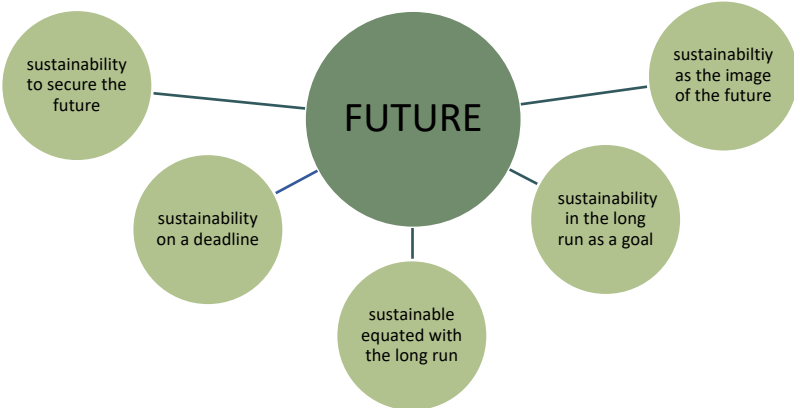 sustainability
to secure the
future
FUTURE
sustainabiltiy
as the image
of the future
sustainability
on a deadline
sustainability
in the long
run as a goal
sustainable
equated with
the long run